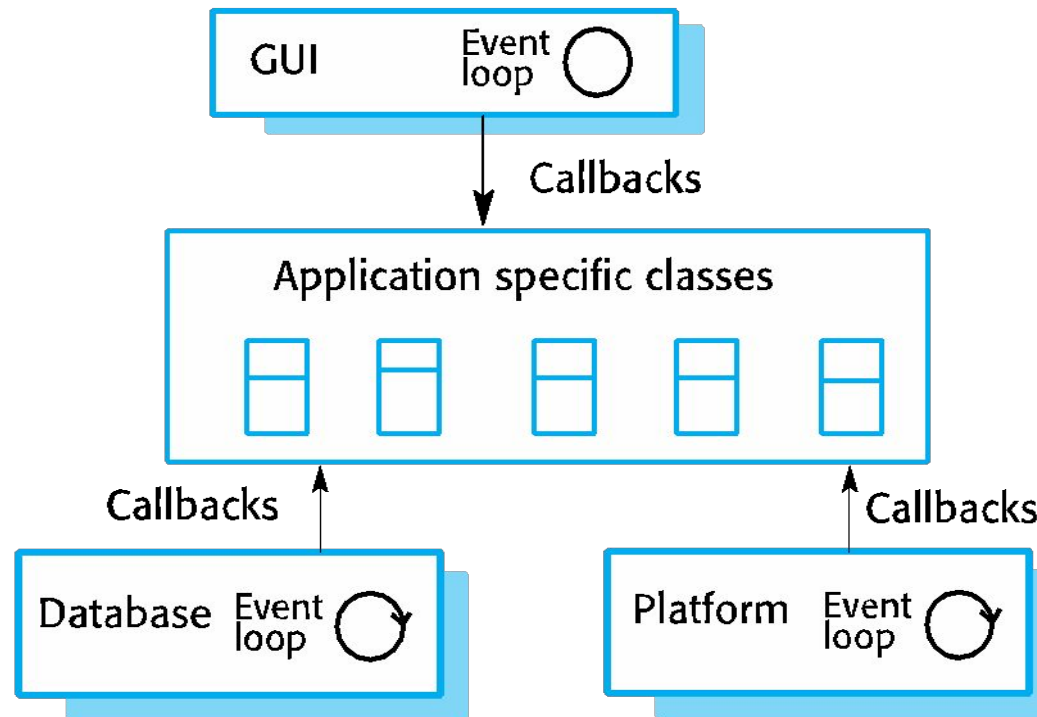 GUI
Event
loop
Callbacks
Application specific classes
Callbacks
Callbacks
Database
Event
loop
Platform
Event
loop